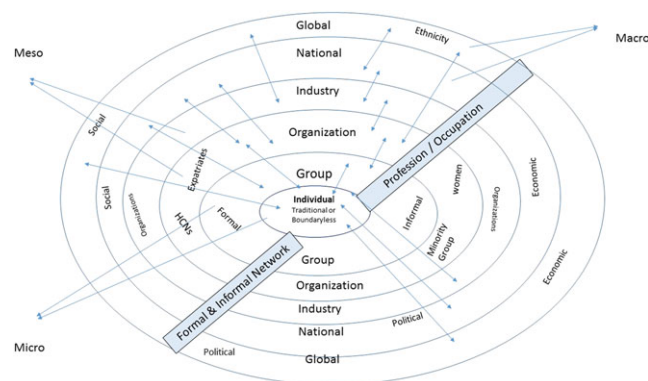 Global
Ethnicity
Macro
National
Meso
Industry
Social
Organization
Profession / Occupation
Expatriates
Group
women
Economic
Social
Organizations
HCNs
Formal
Individual
Traditional or
Boundaryless
Informal
Minority
Group
Organizations
Economic
Group
Formal & Informal Network
Organization
Industry
Political
National
Micro
Political
Global